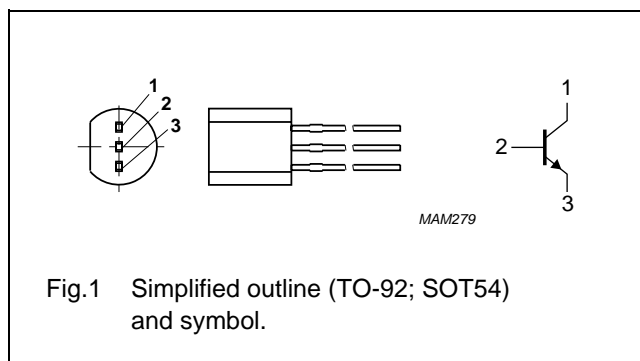 1
2
3
1
2
3
MAM279
Fig.1 Simplified outline (TO-92; SOT54)
and symbol.